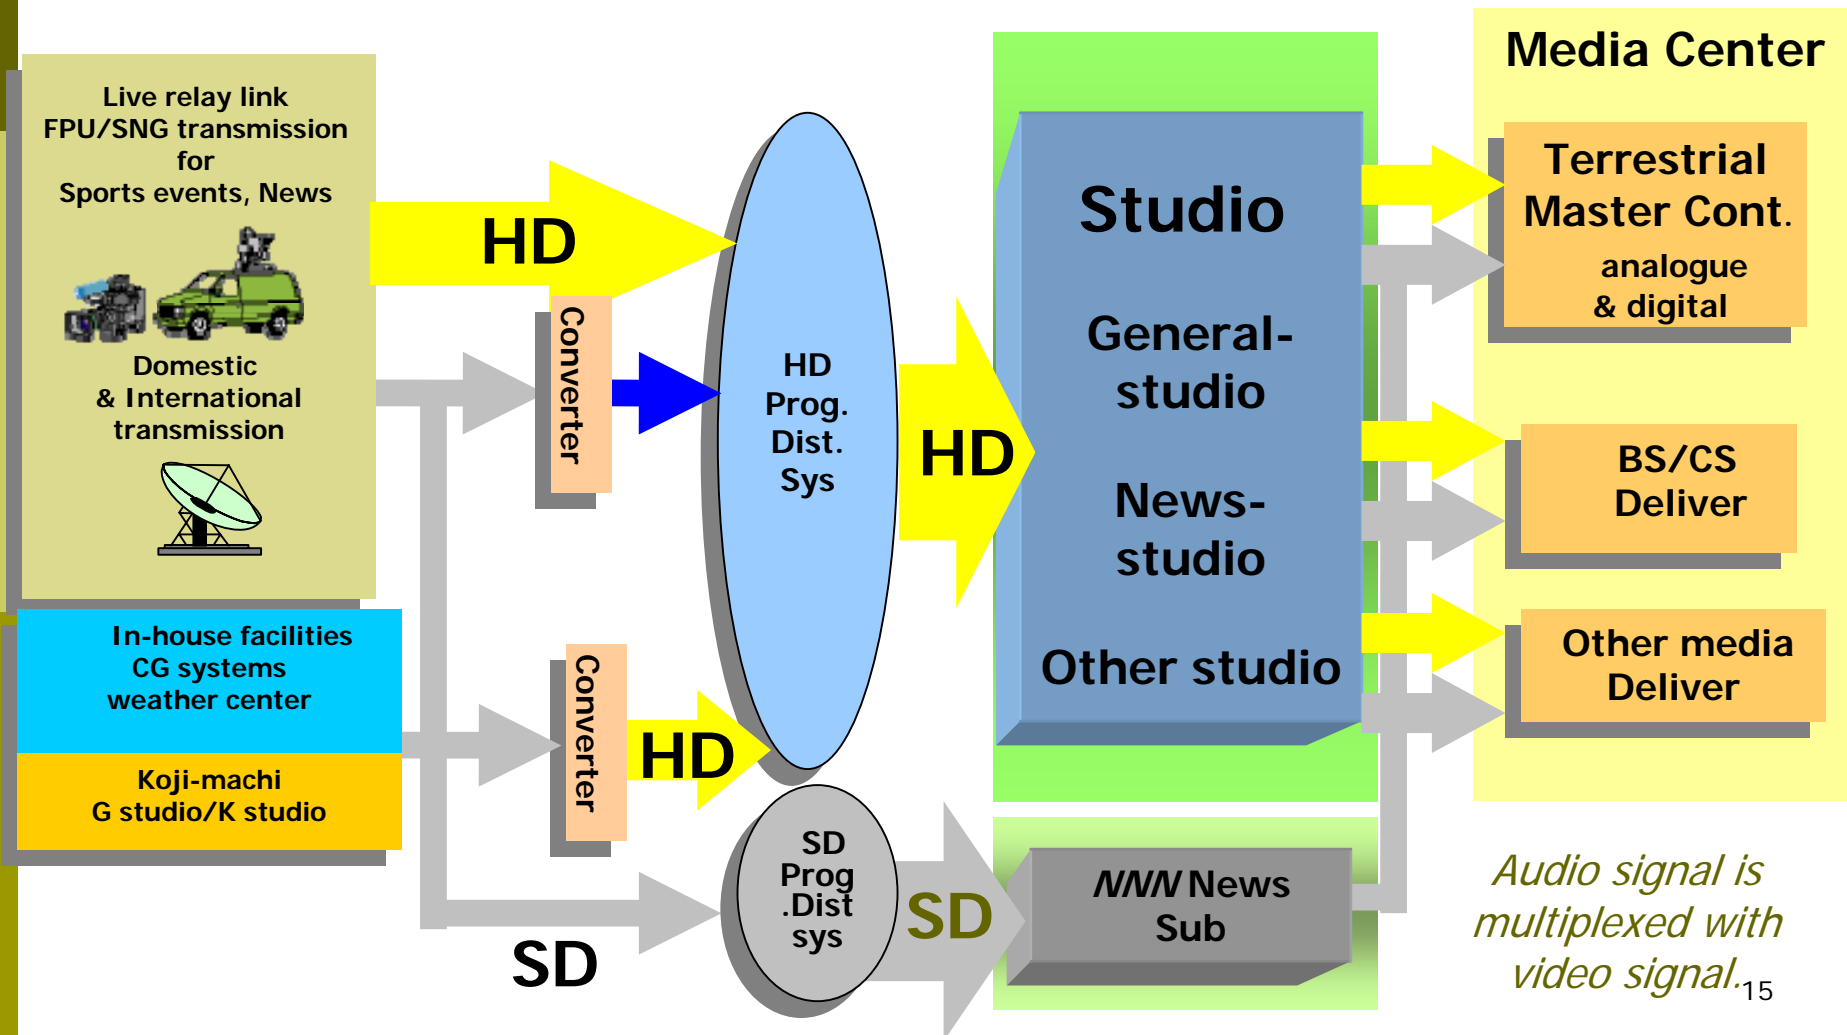 Live relay link
FPU/SNG transmission
for
Sports events, News
Domestic
& International
transmission
In-house facilities
CG systems
weather center
Koji-machi
G studio/K studio
HD
Converter
Converter
HD
SD
HD
Prog.
Dist.
Sys
SD
Prog
.Dist
sys
HD
SD
Studio
General-
studio
News-
studio
Other studio
NNN News
Sub
Media Center
Terrestrial
Master Cont.
analogue
& digital
BS/CS
Deliver
Other media
Deliver
Audio signal is
multiplexed with
video signal.
15